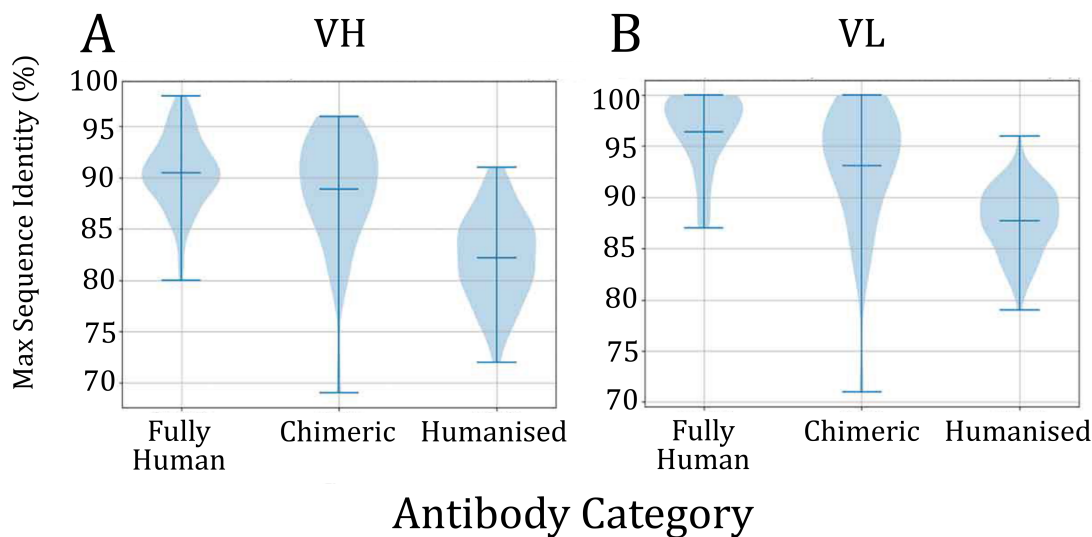 A
VH
Max Sequence Identity (%)
100
95
90
85
80
75
70
Fully
Human
Chimeric
Humanised
B
VL
100
95
90
85
80
75
70
Fully
Human
Chimeric
Humanised
Antibody Category